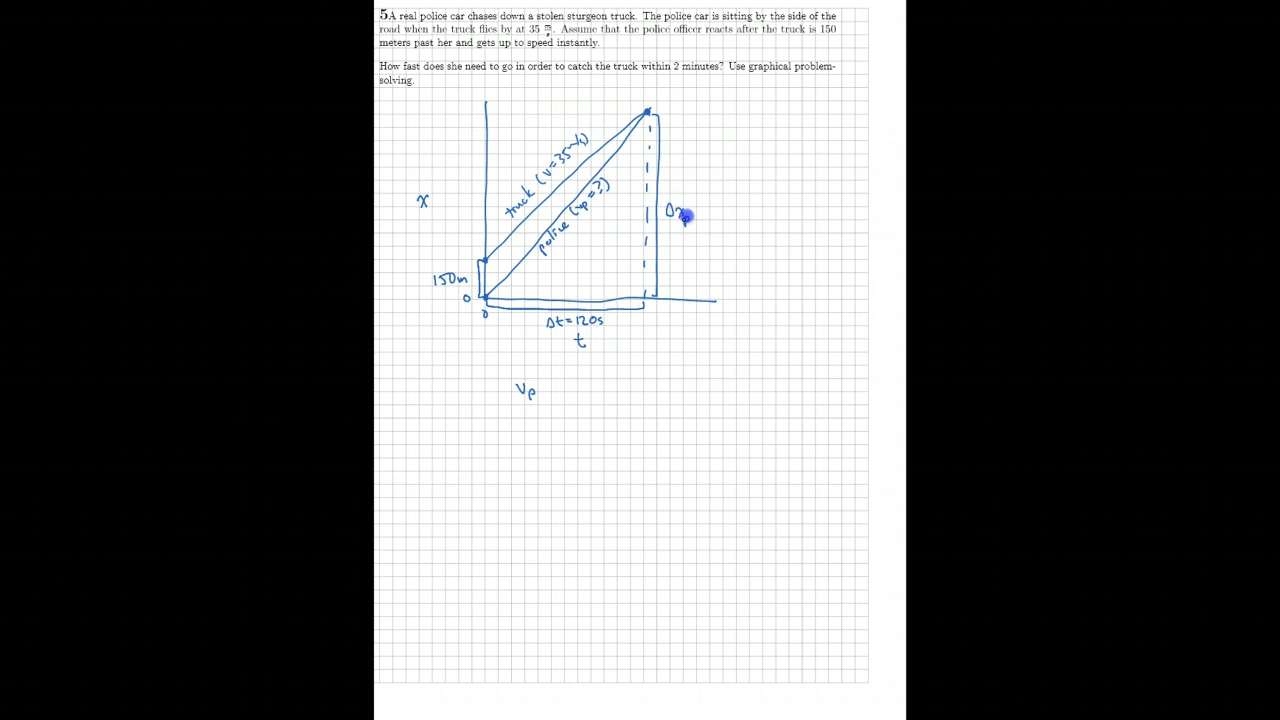 5A real police car chases down a stolen sturgeon truck. The police car is sitting by the side of the
road when the truck flies by at 35 m/s. Assume that the police officer reacts after the truck is 150
meters past her and gets up to speed instantly.
How fast does she need to go in order to catch the truck within 2 minutes? Use graphical problem-
solving.
truck (v=35m/s)
x
police (vp=?)
Δxp
150m
0
0
Δt=120s
t
vp